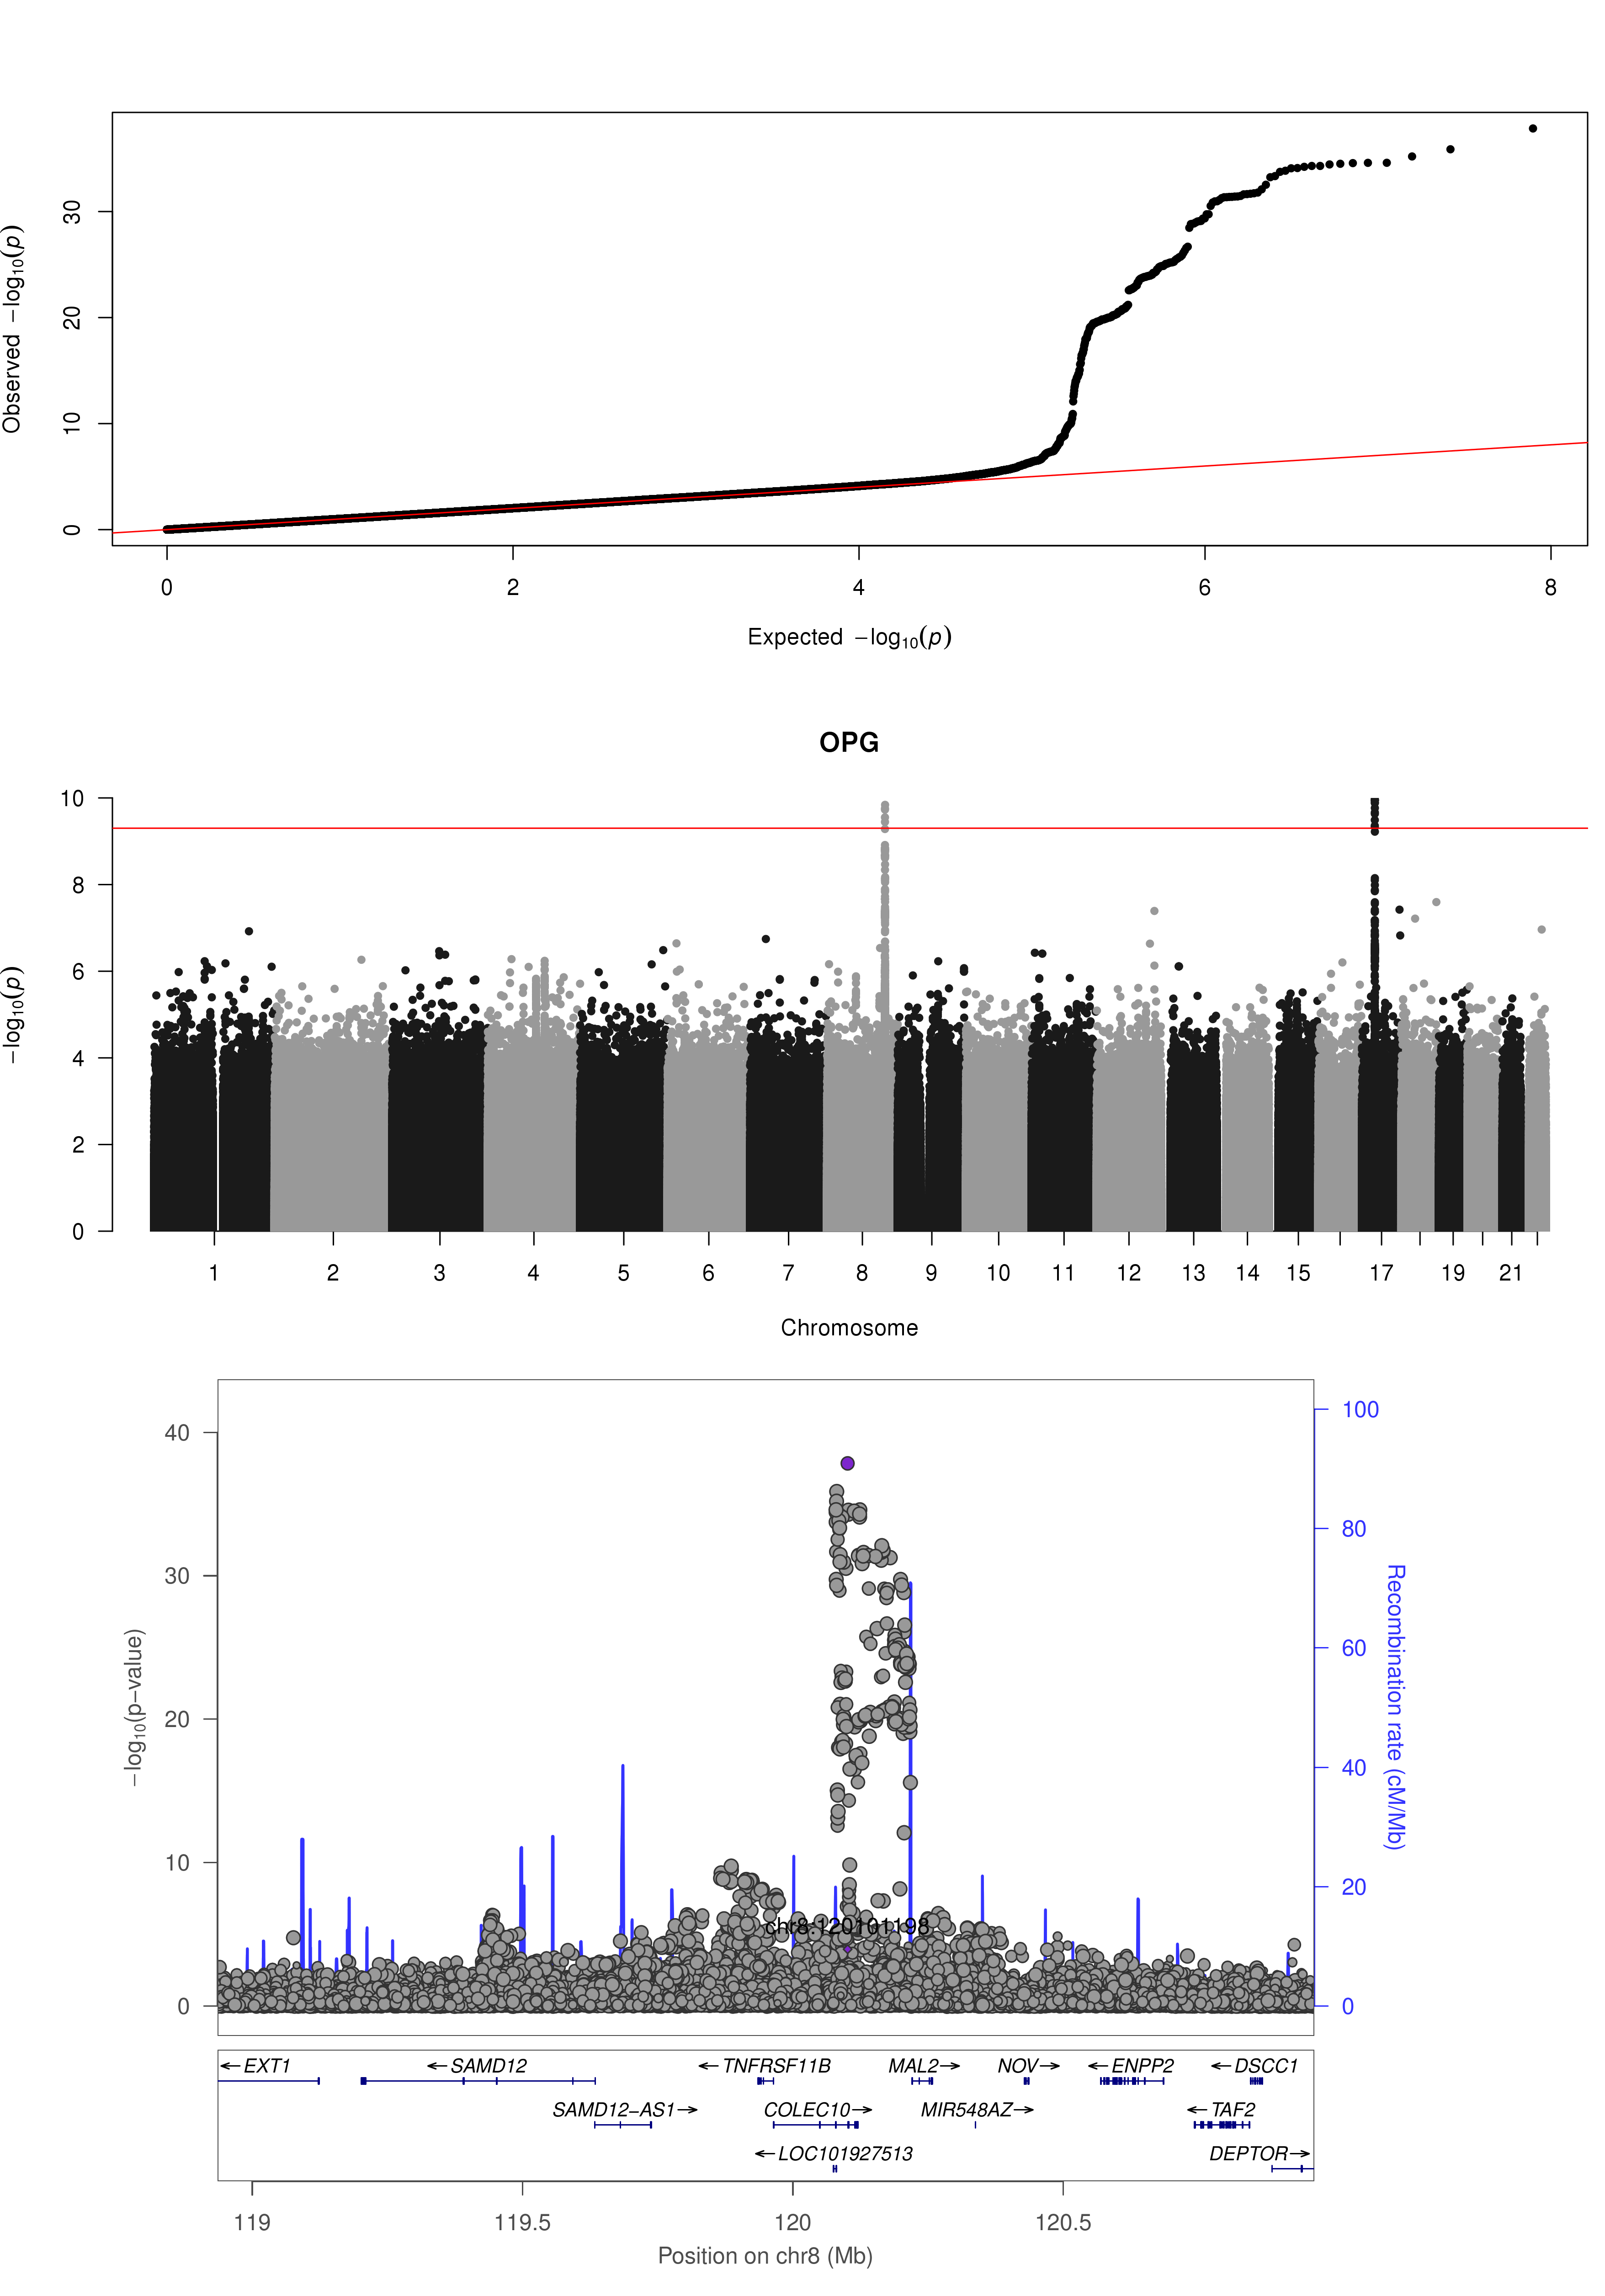 Observed −log10(p)
30
20
10
0
0 2 4 6 8
Expected −log10(p)
OPG
−log10(p)
10
8
6
4
2
0
1 2 3 4 5 6 7 8 9 10 11 12 13 14 15 17 19 21
Chromosome
−log10(p−value)
40
30
20
10
0
100
80
60
40
20
0
Recombination rate (cM/Mb)
chr8:120101198
←EXT1 ←SAMD12 ←TNFRSF11B MAL2→ NOV→ ←ENPP2 ←DSCC1
SAMD12−AS1→ COLEC10→ MIR548AZ→ ←TAF2
←LOC101927513 DEPTOR→
119 119.5 120 120.5
Position on chr8 (Mb)